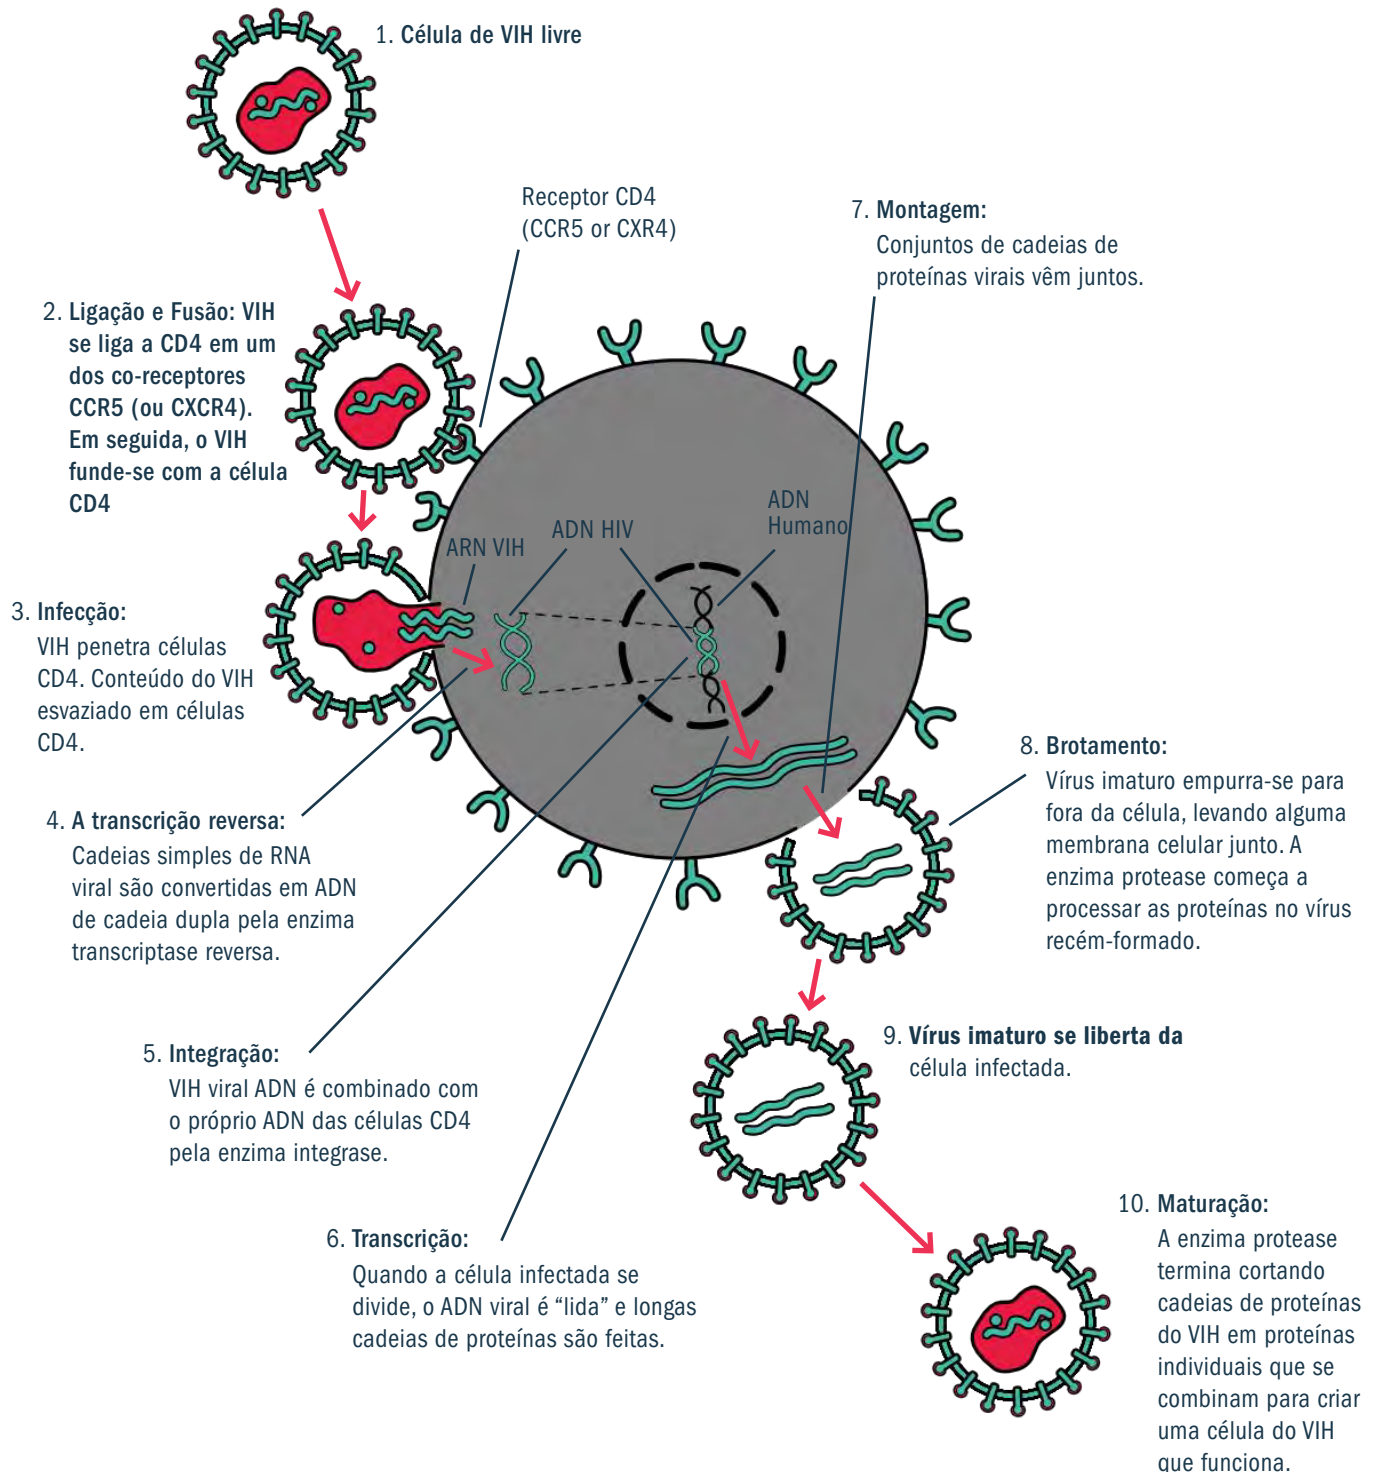 1. Célula de VIH livre
Receptor CD4
(CCR5 or CXR4)
2. Ligação e Fusão: VIH
se liga a CD4 em um
dos co-receptores
CCR5 (ou CXCR4).
Em seguida, o VIH
funde-se com a célula
CD4
ARN VIH
ADN HIV
ADN
Humano
3. Infecção:
VIH penetra células
CD4. Conteúdo do VIH
esvaziado em células
CD4.
4. A transcrição reversa:
Cadeias simples de RNA
viral são convertidas em ADN
de cadeia dupla pela enzima
transcriptase reversa.
5. Integração:
VIH viral ADN é combinado com
o próprio ADN das células CD4
pela enzima integrase.
6. Transcrição:
Quando a célula infectada se
divide, o ADN viral é “lida” e longas
cadeias de proteínas são feitas.
7. Montagem:
Conjuntos de cadeias de
proteínas virais vêm juntos.
8. Brotamento:
Vírus imaturo empurra-se para
fora da célula, levando alguma
membrana celular junto. A
enzima protease começa a
processar as proteínas no vírus
recém-formado.
9. Vírus imaturo se liberta da
célula infectada.
10. Maturação:
A enzima protease
termina cortando
cadeias de proteínas
do VIH em proteínas
individuais que se
combinam para criar
uma célula do VIH
que funciona.